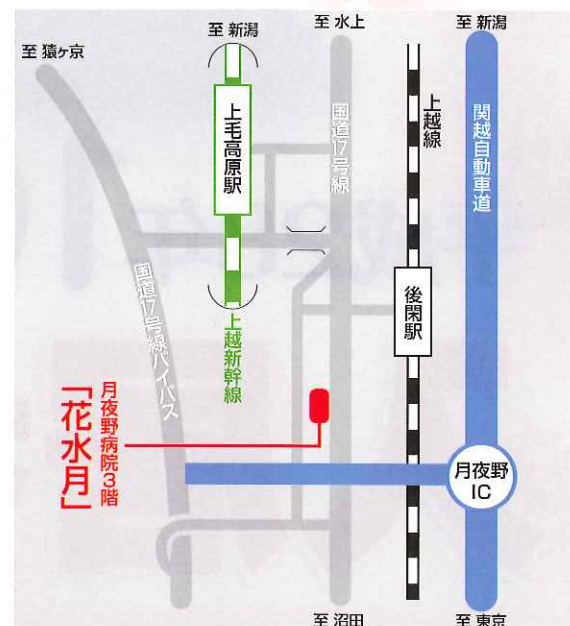 至 猿ヶ京
至 新潟
至 水上
至 新潟
上毛高原駅
国道17号線
上越線
関越自動車道
後閑駅
国道17号線バイパス
上越新幹線
月夜野病院3階
「花水月」
月夜野
IC
至 沼田
至 東京